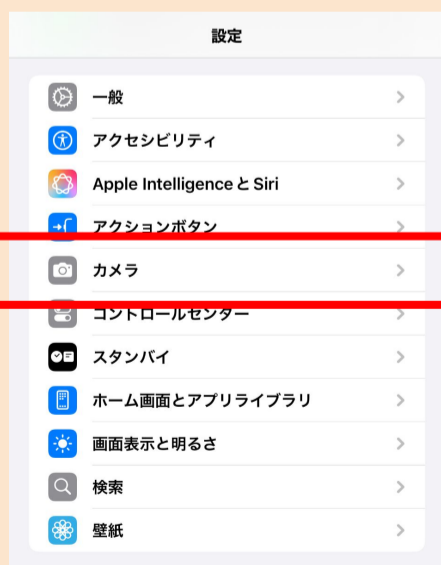 設定
一般
アクセシビリティ
Apple Intelligence と Siri
アクションボタン
カメラ
コントロールセンター
スタンバイ
ホーム画面とアプリライブラリ
画面表示と明るさ
検索
壁紙